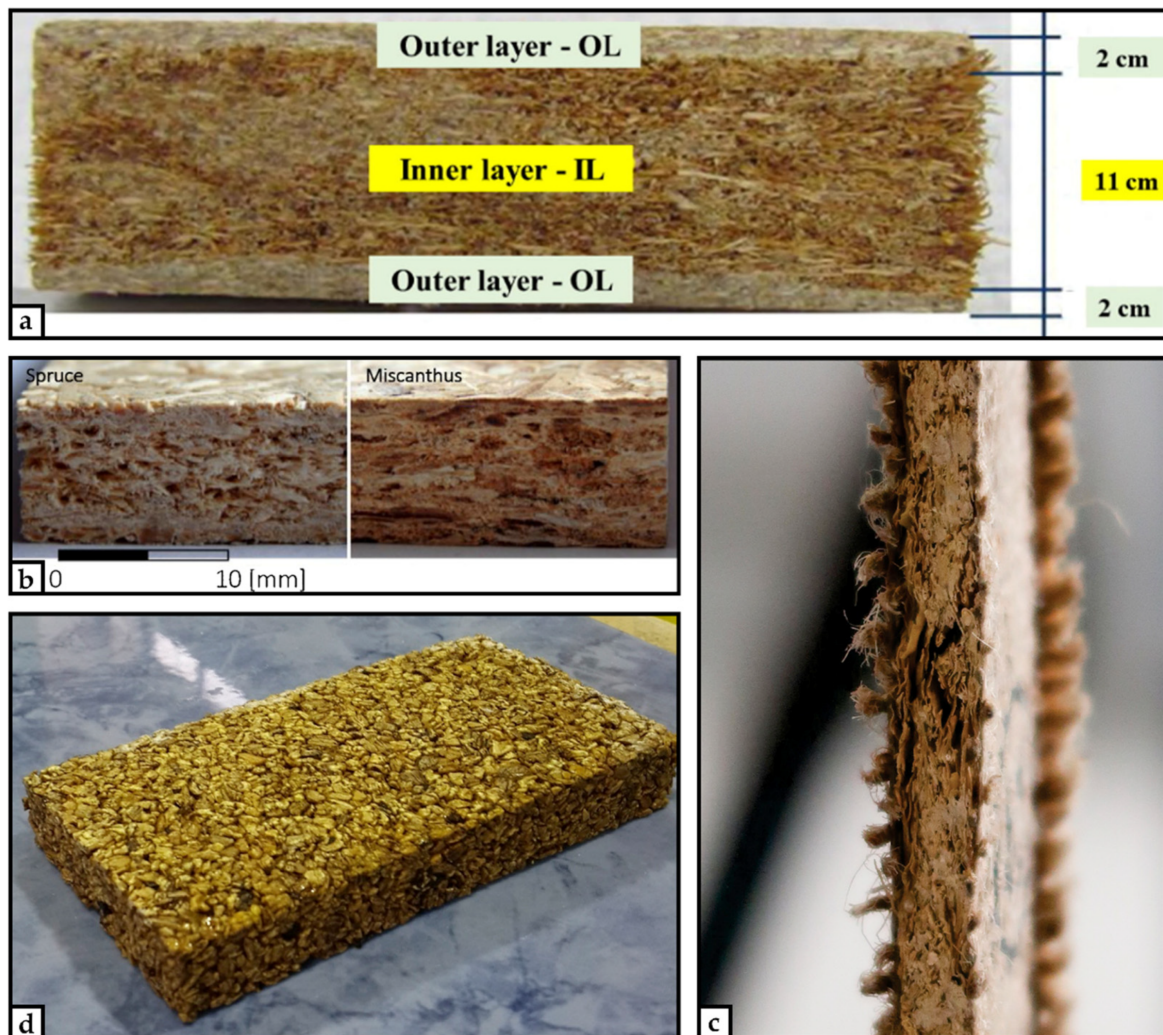 Outer layer - OL
2 cm
Inner layer - IL
11 cm
Outer layer - OL
2 cm
a
Spruce
Miscanthus
b
0
10 [mm]
c
d